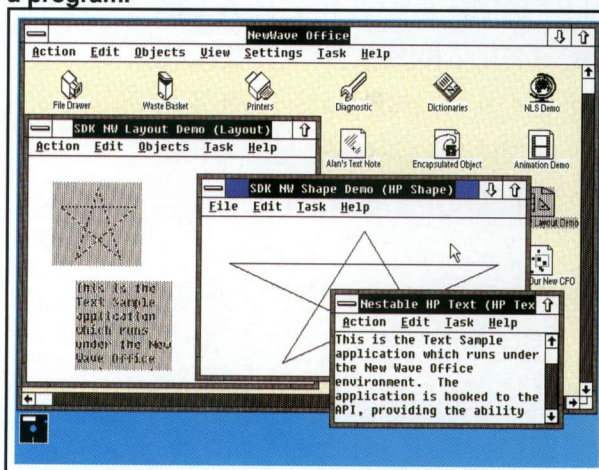 a program.
NewWave Office
Action Edit Objects View Settings Task Help
File Drawer Waste Basket Printers Diagnostic Dictionaries NLS Demo
SDK NW Layout Demo (Layout)
Action Edit Objects Task Help
Alan's Text Note Encapsulated Object Animation Demo
SDK NW Shape Demo (HP Shape)
File Edit Task Help
Layout Demo
Our New CFO
This is the
Text Sample
application
which runs
under the New
Wave Office
Nestable HP Text (HP Tex
Action Edit Task Help
This is the Text Sample
application which runs under
the New Wave Office
environment. The
application is hooked to the
API, providing the ability